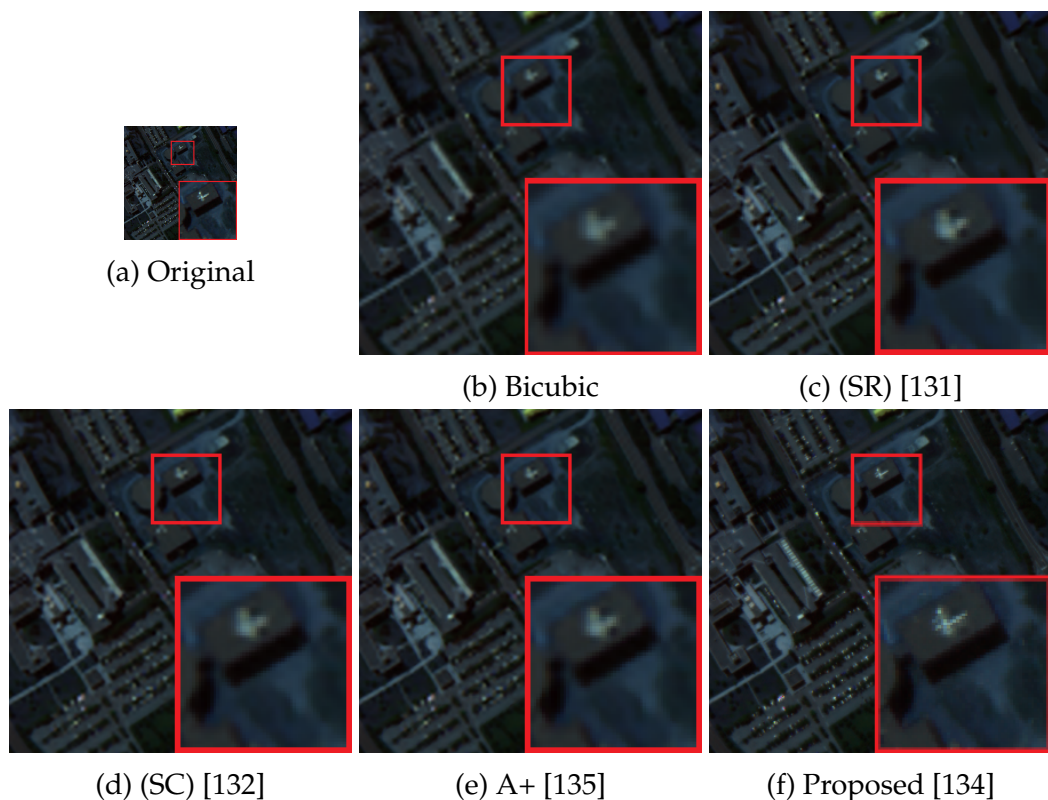 (a) Original
(b) Bicubic
(c) (SR) [131]
(d) (SC) [132]
(e) A+ [135]
(f) Proposed [134]